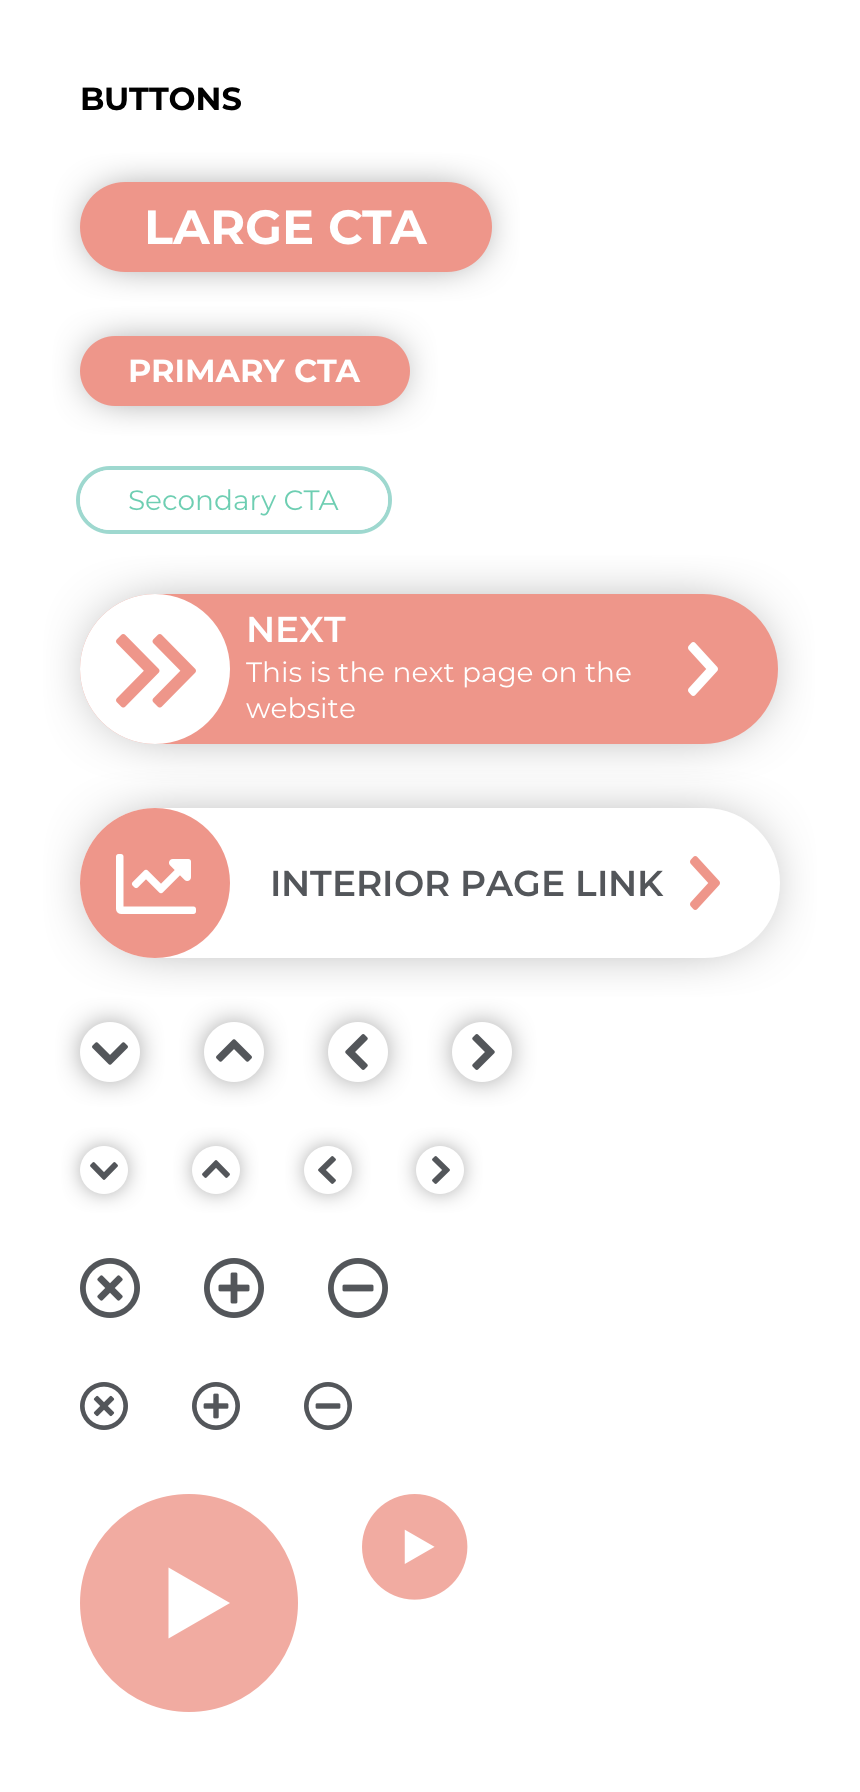 BUTTONS
LARGE CTA
PRIMARY CTA
Secondary CTA
NEXT
This is the next page on the
website
INTERIOR PAGE LINK